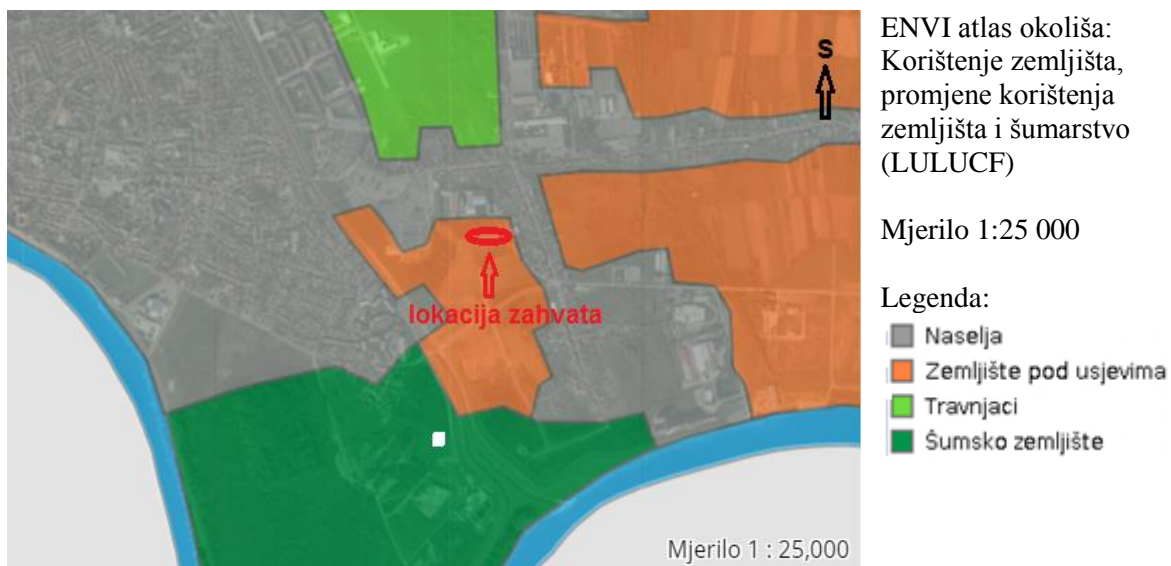 S
lokacija zahvata
Mjerilo 1 : 25,000
ENVI atlas okoliša:
Korištenje zemljišta,
promjene korištenja
zemljišta i šumarstvo
(LULUCF)
Mjerilo 1:25 000
Legenda:
Naselja
Zemljište pod usjevima
Travnjaci
Šumsko zemljište